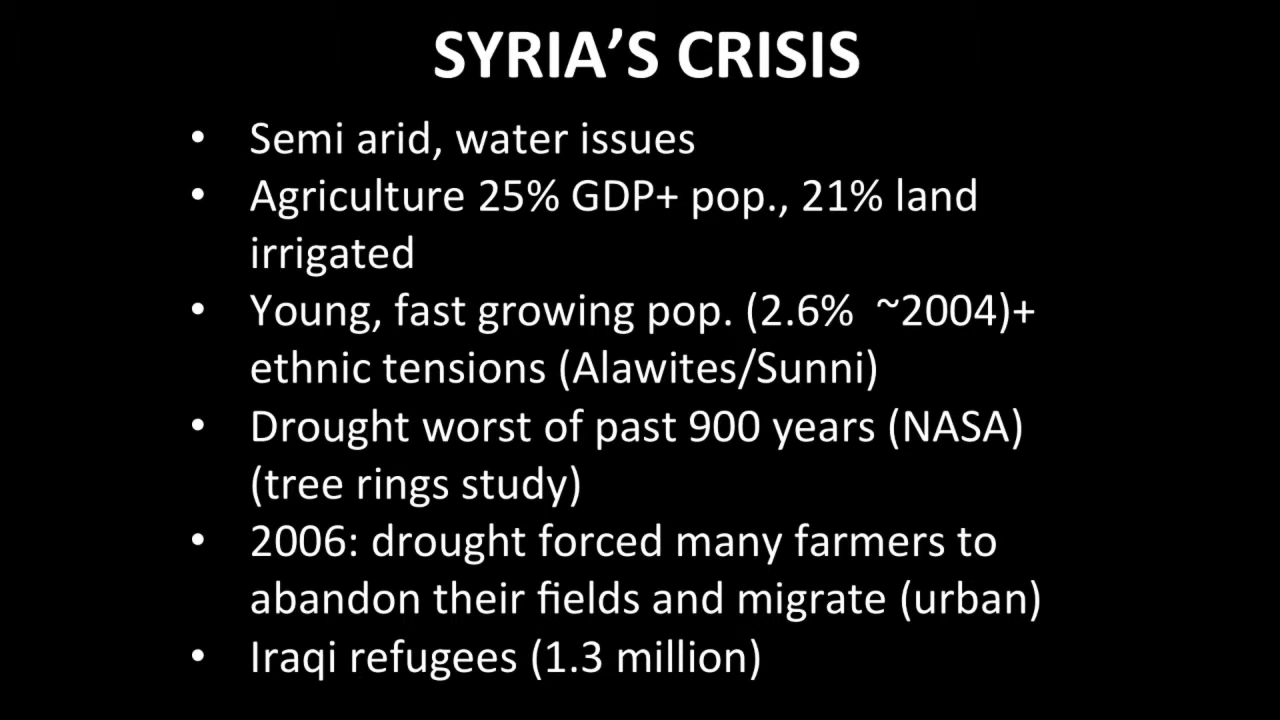 SYRIA’S CRISIS
• Semi arid, water issues
• Agriculture 25% GDP+ pop., 21% land
irrigated
• Young, fast growing pop. (2.6%  ~2004)+
ethnic tensions (Alawites/Sunni)
• Drought worst of past 900 years (NASA)
(tree rings study)
• 2006: drought forced many farmers to
abandon their fields and migrate (urban)
• Iraqi refugees (1.3 million)